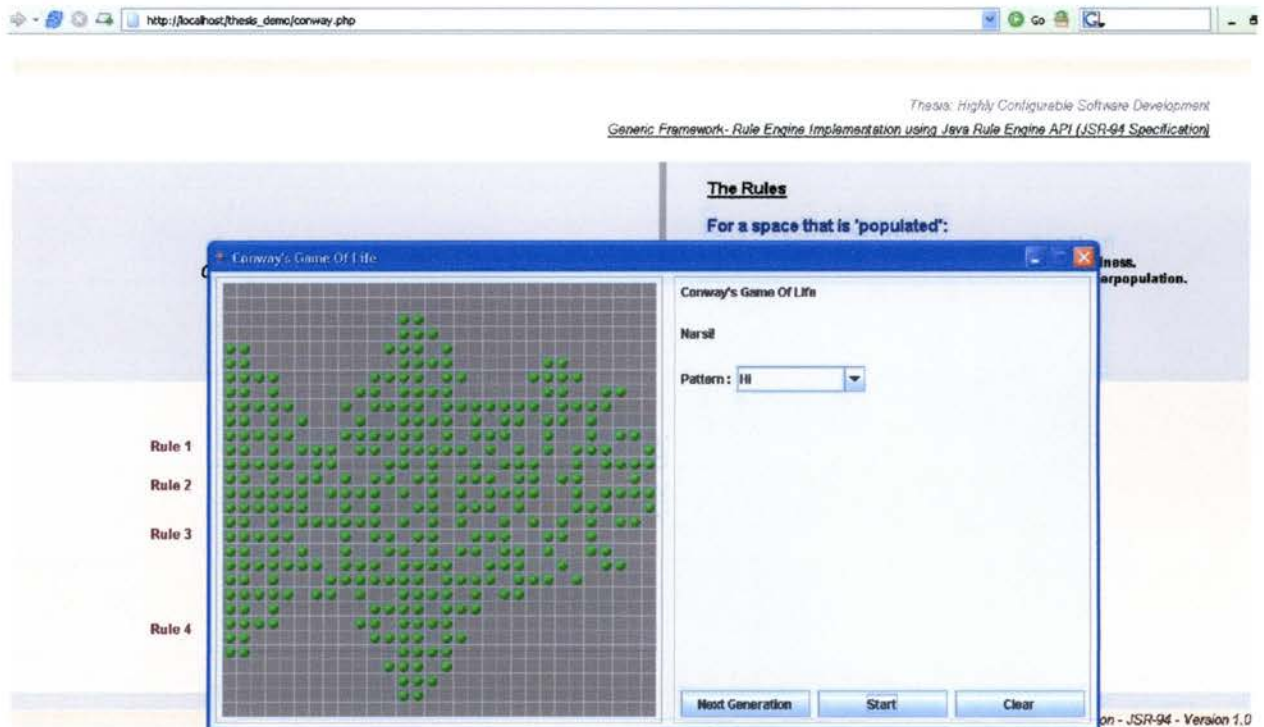 http://localhost/thesis_demo/conway.php
Go
Thesis: Highly Configurable Software Development
Generic Framework- Rule Engine Implementation using Java Rule Engine API (JSR-94 Specification)
The Rules
For a space that is 'populated':
Conway's Game Of Life
Conway's Game Of Life
Narsil
Pattern : Hi
Rule 1
Rule 2
Rule 3
Rule 4
Next Generation Start Clear
- JSR-94 - Version 1.0